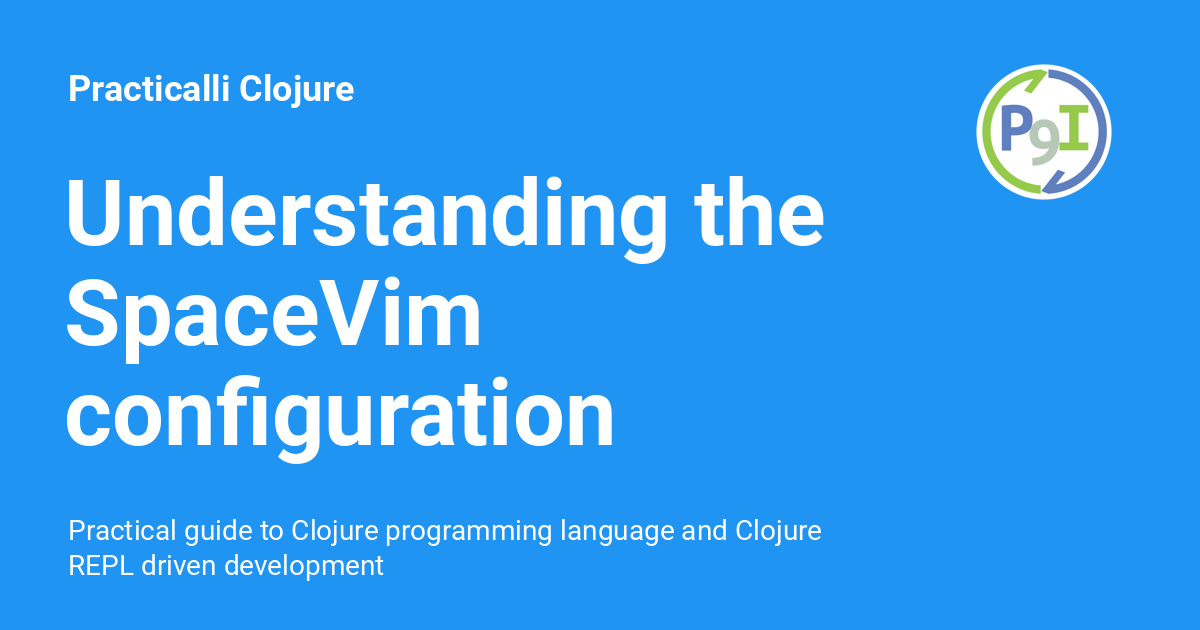 Practicalli Clojure
P9I
Understanding the
SpaceVim
configuration
Practical guide to Clojure programming language and Clojure
REPL driven development